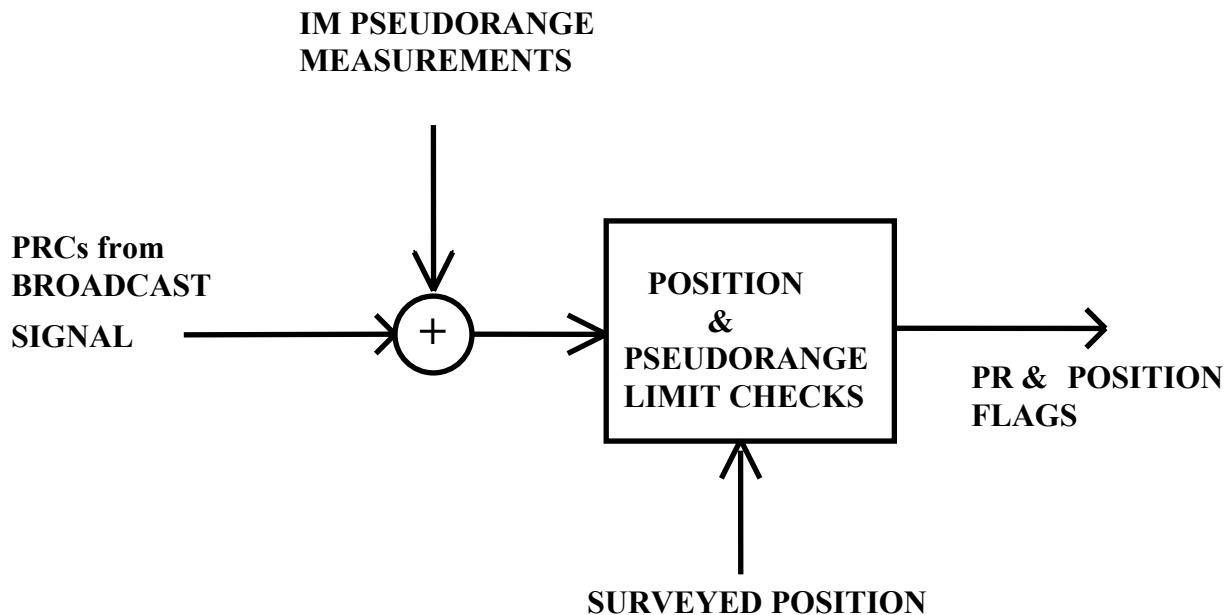 IM PSEUDORANGE
MEASUREMENTS
PRCs from
BROADCAST
SIGNAL
+
POSITION
&
PSEUDORANGE
LIMIT CHECKS
PR & POSITION
FLAGS
SURVEYED POSITION